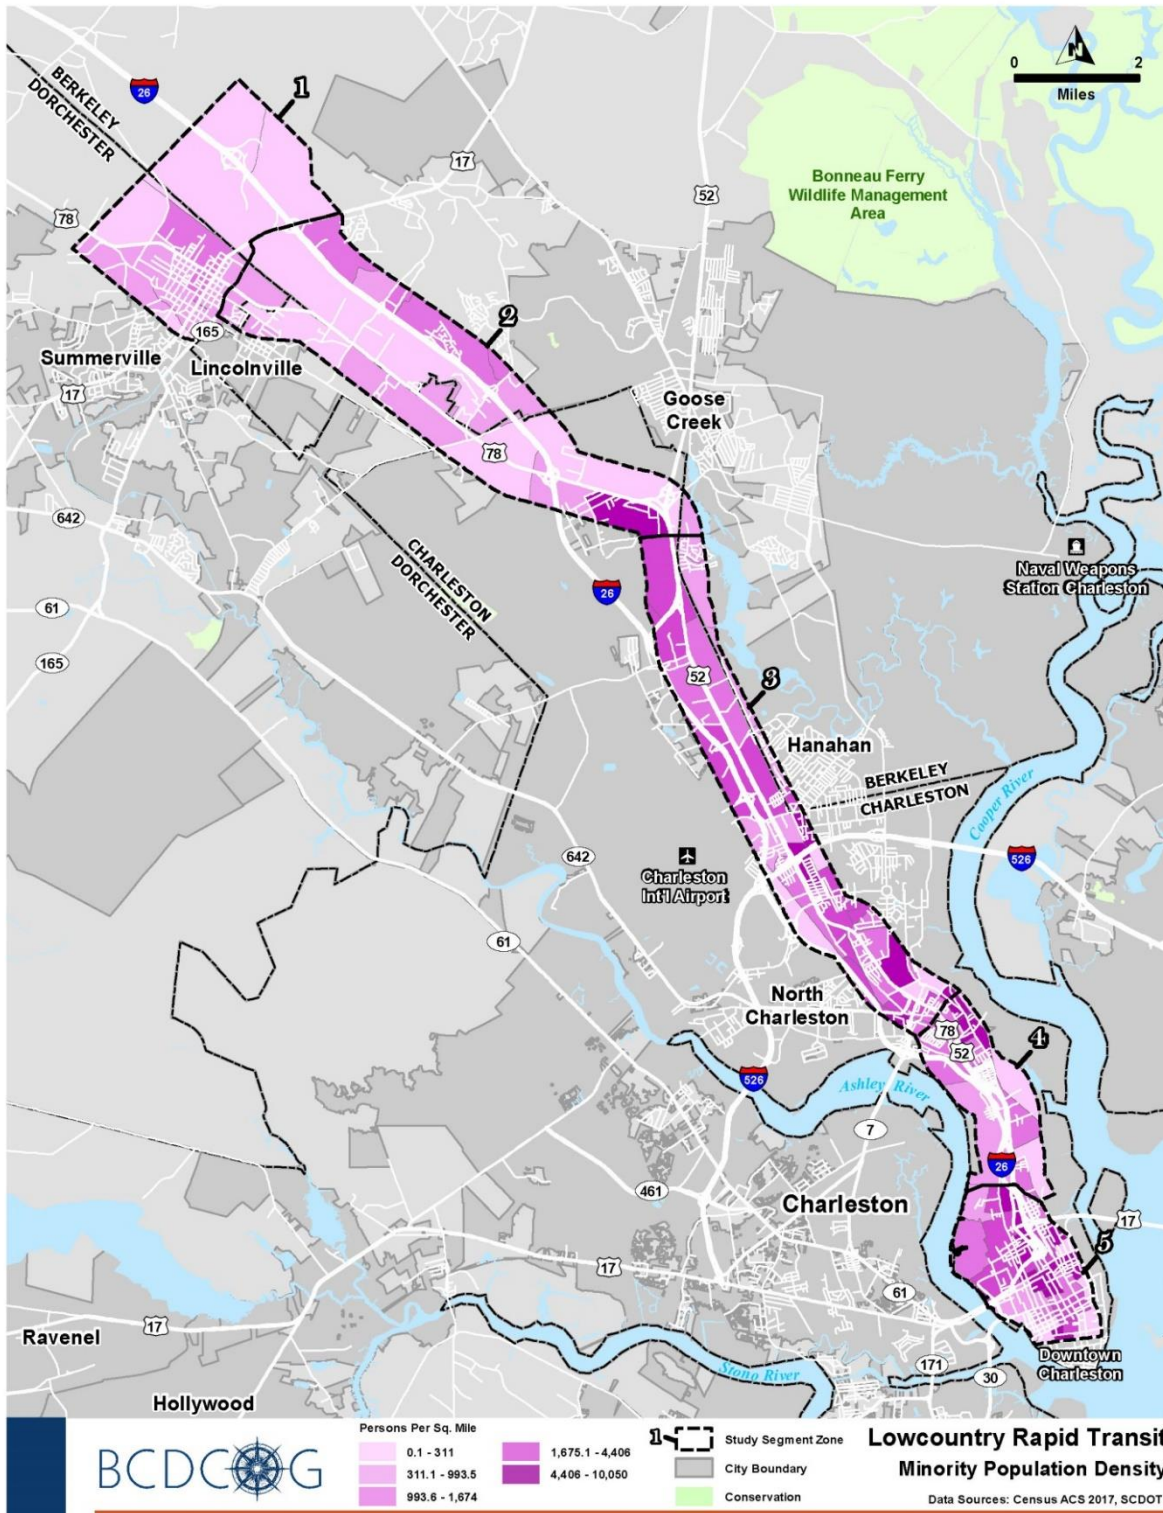 1
N
0 2
Miles
26
BERKELEY
DORCHESTER
17
52
Bonneau Ferry
Wildlife Management
Area
78
2
165
Summerville
Lincolnville
17
Goose
Creek
78
642
CHARLESTON
DORCHESTER
26
Naval Weapons
Station Charleston
61
165
52
3
Hanahan
BERKELEY
CHARLESTON
Cooper River
642
Charleston
Int'l Airport
526
61
North
Charleston
78
52
4
526
Ashley River
7
26
461
Charleston
17
5
17
61
Ravenel
17
Downtown
Charleston
Stono River
171
30
Hollywood
BCDCOG
Persons Per Sq. Mile
0.1 - 311
311.1 - 993.5
993.6 - 1,674
1,675.1 - 4,406
4,406 - 10,050
1 Study Segment Zone
City Boundary
Conservation
Lowcountry Rapid Transit
Minority Population Density
Data Sources: Census ACS 2017, SCDOT